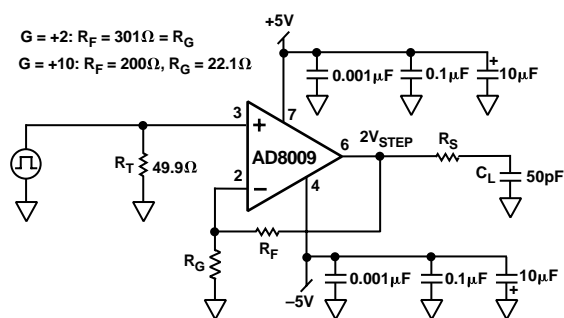 G = +2: RF = 301Ω = RG
G = +10: RF = 200Ω, RG = 22.1Ω
+5V
0.001µF
0.1µF
+
10µF
3
+
7
AD8009
6
2VSTEP
RS
RT
49.9Ω
2
–
4
CL
50pF
RF
RG
–5V
0.001µF
0.1µF
10µF
+